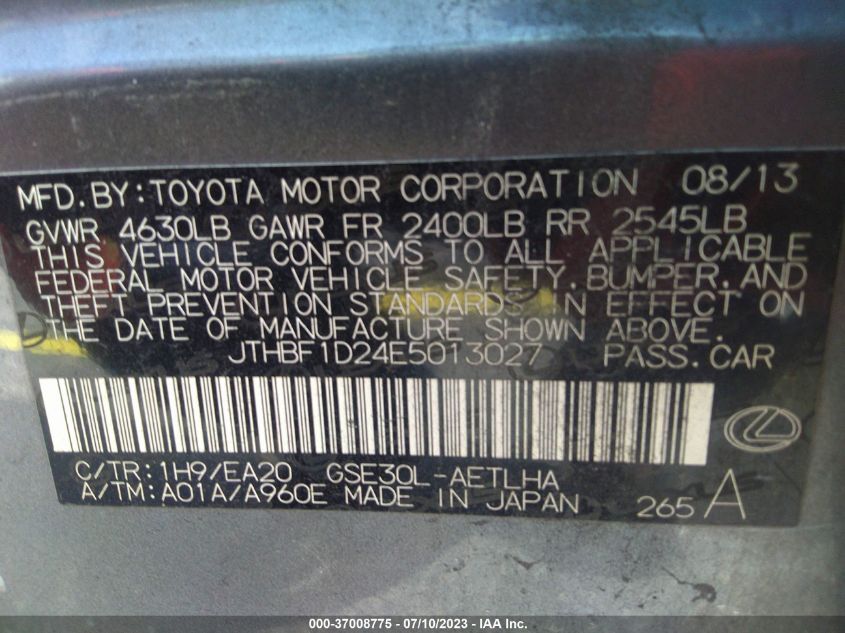 MFD.BY:TOYOTA MOTOR CORPORATION 08/13
GVWR 4630LB GAWR FR 2400LB RR 2545LB
THIS VEHICLE CONFORMS TO ALL APPLICABLE
FEDERAL MOTOR VEHICLE SAFETY,BUMPER,AND
THEFT PREVENTION STANDARDS IN EFFECT ON
THE DATE OF MANUFACTURE SHOWN ABOVE.
JTHBF1D24E5013027 PASS.CAR
C/TR:1H9/EA20 GSE30L-AETLHA
A/TM:A01A/A960E MADE IN JAPAN 265 A
000-37008775 - 07/10/2023 - IAA Inc.